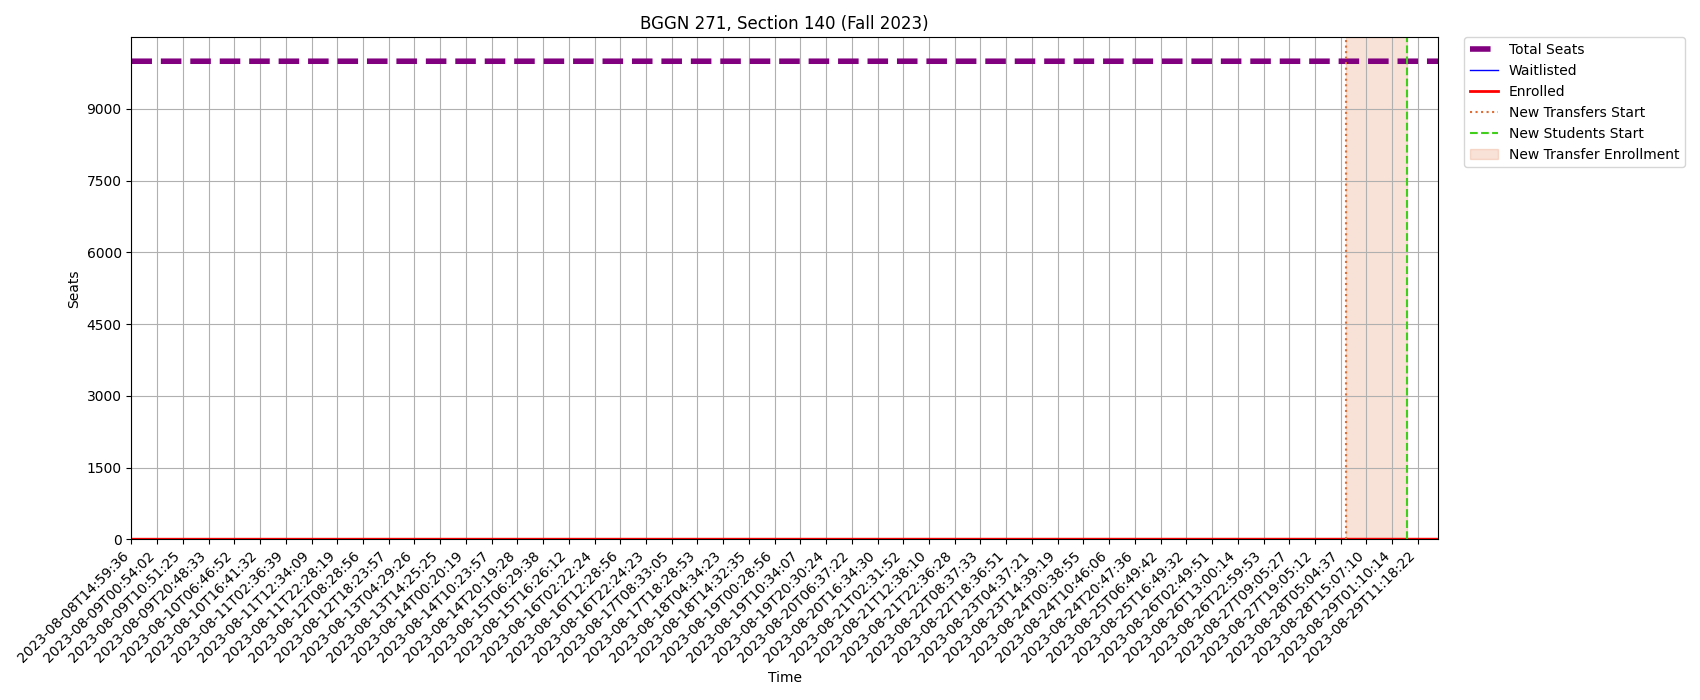 BGGN 271, Section 140 (Fall 2023)
Total Seats
Waitlisted
Enrolled
New Transfers Start
New Students Start
New Transfer Enrollment
Seats
9000
7500
6000
4500
3000
1500
0
2023-08-08T14:59:36
2023-08-09T00:54:02
2023-08-09T10:51:25
2023-08-09T20:48:33
2023-08-10T06:46:52
2023-08-10T16:41:32
2023-08-11T02:36:39
2023-08-11T12:34:09
2023-08-11T22:28:19
2023-08-12T08:28:56
2023-08-12T18:23:57
2023-08-13T04:29:26
2023-08-13T14:25:25
2023-08-14T00:20:19
2023-08-14T10:23:57
2023-08-14T20:19:28
2023-08-15T06:29:38
2023-08-15T16:26:12
2023-08-16T02:22:24
2023-08-16T12:28:56
2023-08-16T22:24:23
2023-08-17T08:33:05
2023-08-17T18:28:53
2023-08-18T04:34:23
2023-08-18T14:32:35
2023-08-19T00:28:56
2023-08-19T10:34:07
2023-08-19T20:30:24
2023-08-20T06:37:22
2023-08-20T16:34:30
2023-08-21T02:31:52
2023-08-21T12:38:10
2023-08-21T22:36:28
2023-08-22T08:37:33
2023-08-22T18:36:51
2023-08-23T04:37:21
2023-08-23T14:39:19
2023-08-24T00:38:55
2023-08-24T10:46:06
2023-08-24T20:47:36
2023-08-25T06:49:42
2023-08-25T16:49:32
2023-08-26T02:49:51
2023-08-26T13:00:14
2023-08-26T22:59:53
2023-08-27T09:05:27
2023-08-27T19:05:12
2023-08-28T05:04:37
2023-08-28T15:07:10
2023-08-29T01:10:14
2023-08-29T11:18:22
Time